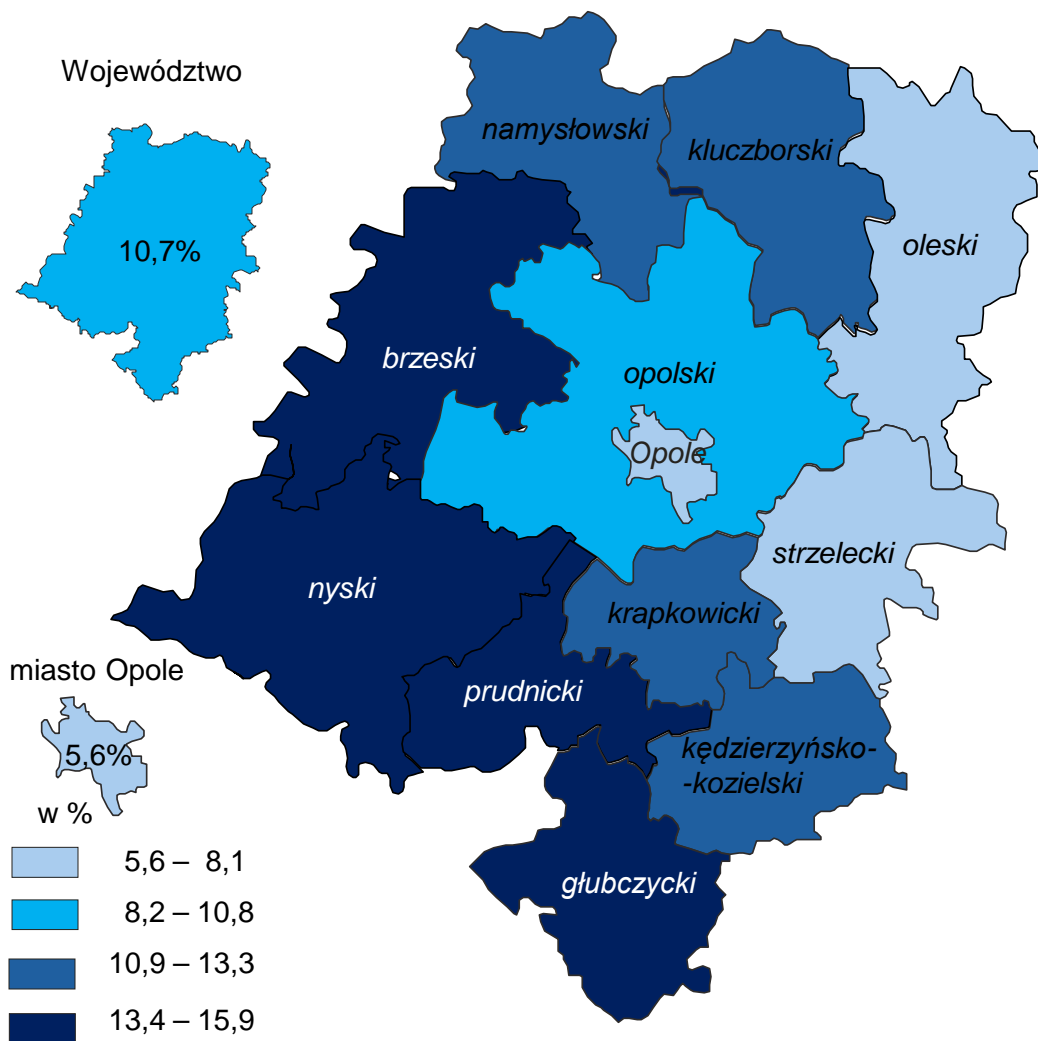 Województwo
10,7%
namysłowski
kluczborski
oleski
brzeski
opolski
Opole
strzelecki
nyski
krapkowicki
prudnicki
kędzierzyńsko-
-kozielski
głubczycki
miasto Opole
5,6%
w %
5,6 – 8,1
8,2 – 10,8
10,9 – 13,3
13,4 – 15,9